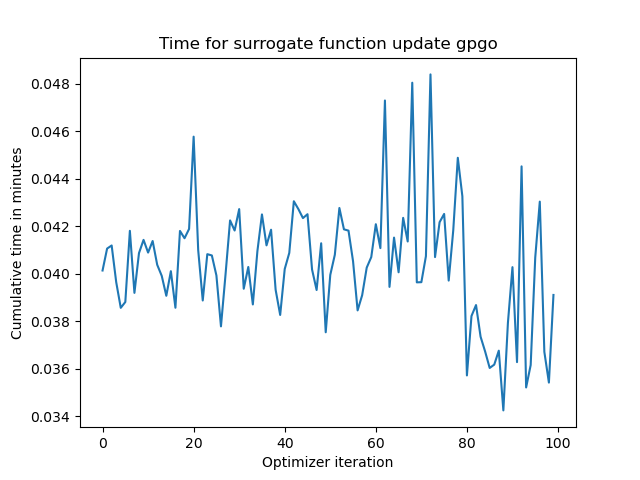 Time for surrogate function update gpgo
Cumulative time in minutes
0.048
0.046
0.044
0.042
0.040
0.038
0.036
0.034
0 20 40 60 80 100
Optimizer iteration